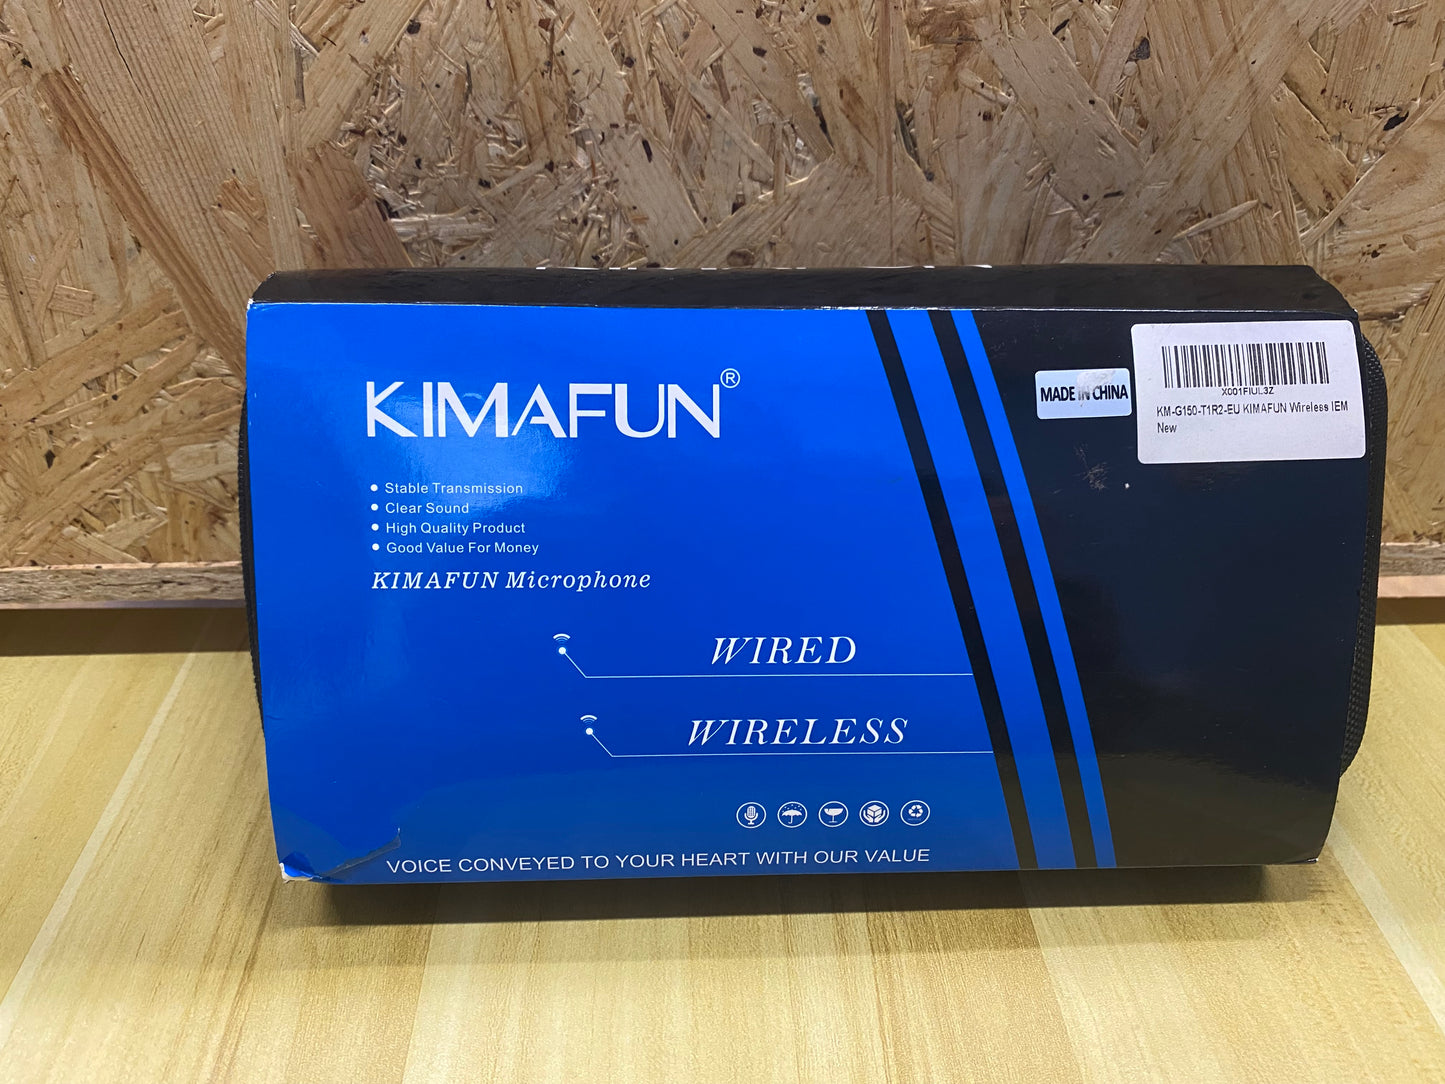 KIMAFUN®
Stable Transmission
Clear Sound
High Quality Product
Good Value For Money
KIMAFUN Microphone
WIRED
WIRELESS
VOICE CONVEYED TO YOUR HEART WITH OUR VALUE
MADE IN CHINA
X001FIUL3Z
KM-G150-T1R2-EU KIMAFUN Wireless IEM
New